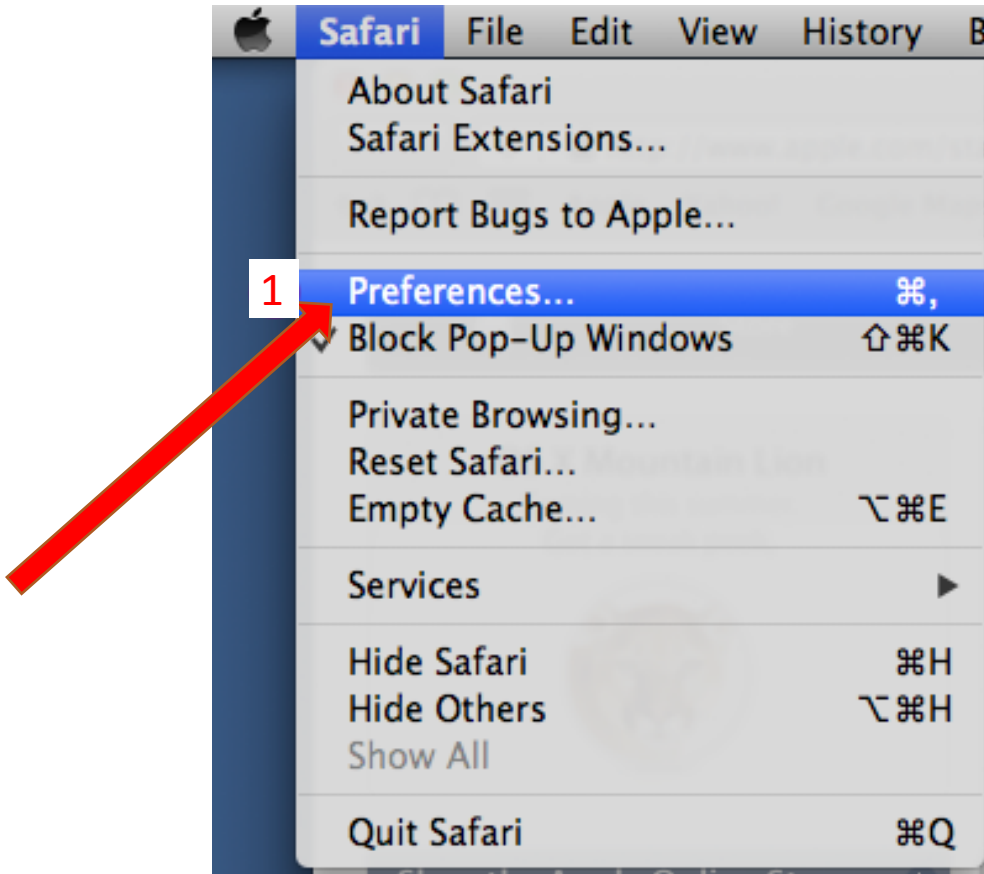 Safari File Edit View History B
About Safari
Safari Extensions...
Report Bugs to Apple...
1
Preferences... ⌘,
✓ Block Pop-Up Windows ⇧⌘K
Private Browsing...
Reset Safari...
Empty Cache... ⌥⌘E
Services ▶
Hide Safari ⌘H
Hide Others ⌥⌘H
Show All
Quit Safari ⌘Q